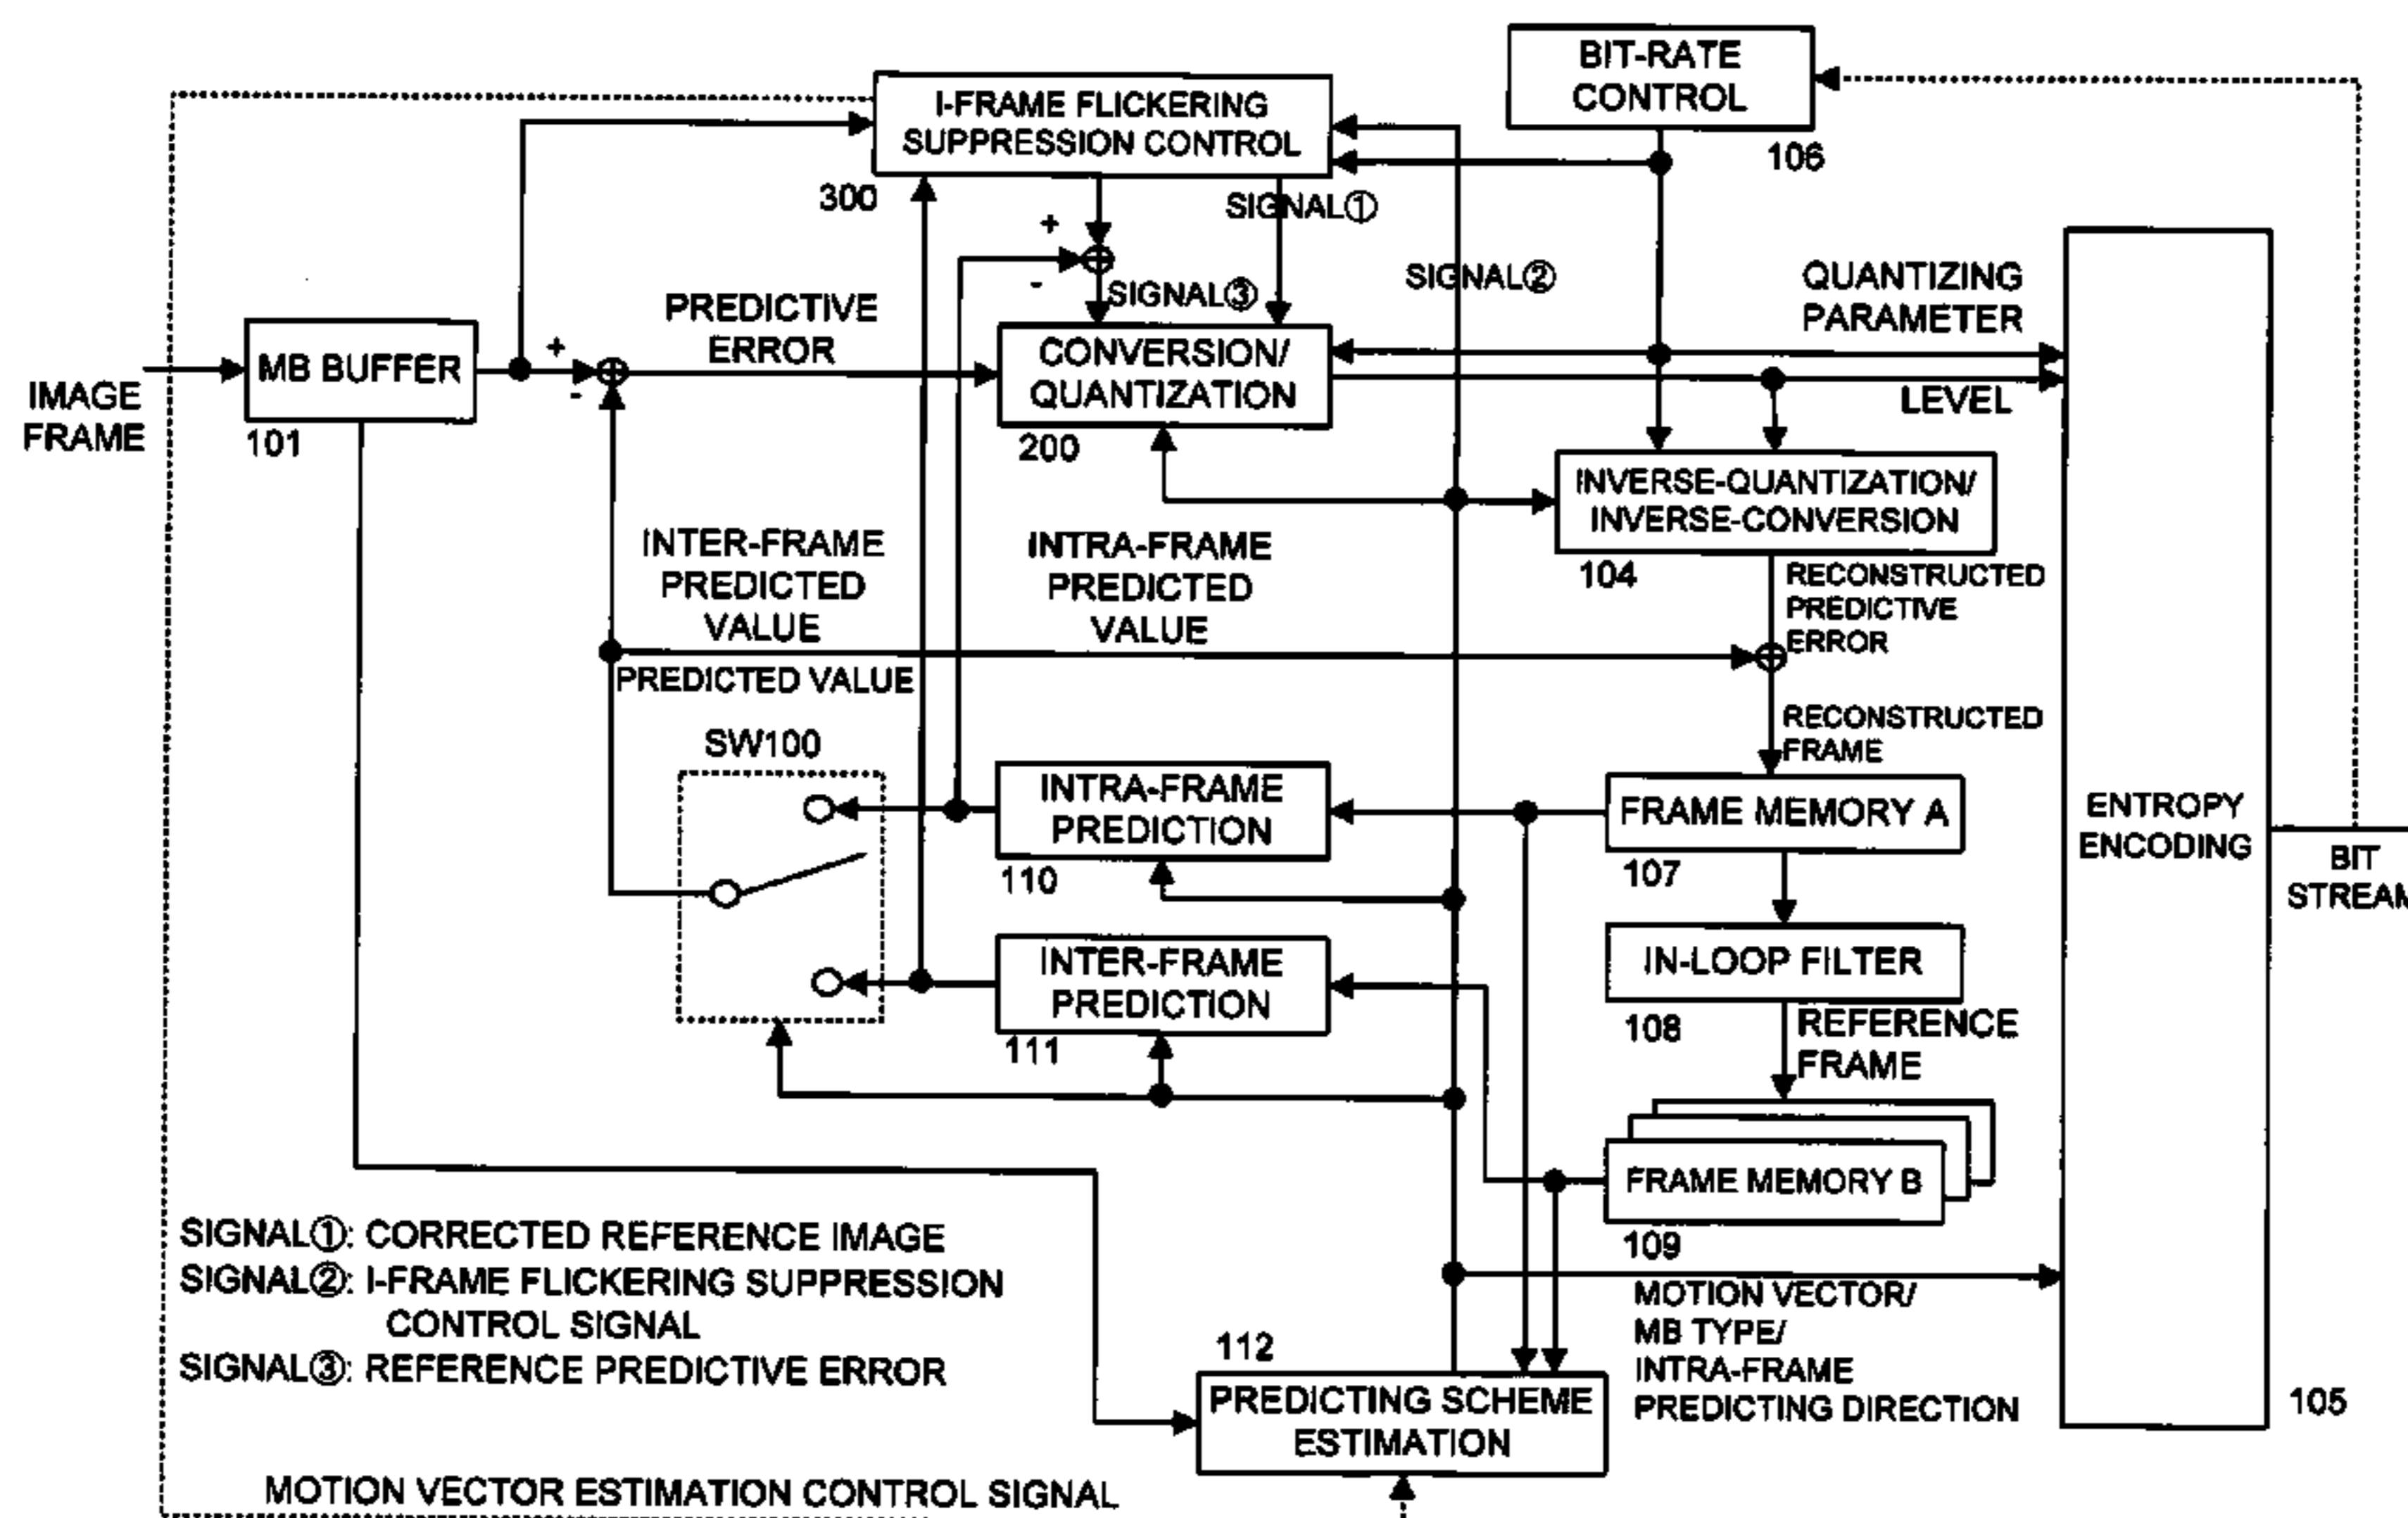 BIT-RATE
CONTROL
106
I-FRAME FLICKERING
SUPPRESSION CONTROL
300
SIGNAL①
+
-
SIGNAL③
SIGNAL②
QUANTIZING
PARAMETER
LEVEL
IMAGE
FRAME
MB BUFFER
101
+
-
PREDICTIVE
ERROR
CONVERSION/
QUANTIZATION
200
INVERSE-QUANTIZATION/
INVERSE-CONVERSION
104
RECONSTRUCTED
PREDICTIVE
ERROR
INTER-FRAME
PREDICTED
VALUE
INTRA-FRAME
PREDICTED
VALUE
PREDICTED VALUE
RECONSTRUCTED
FRAME
SW100
INTRA-FRAME
PREDICTION
110
FRAME MEMORY A
107
ENTROPY
ENCODING
BIT
STREAM
INTER-FRAME
PREDICTION
111
IN-LOOP FILTER
108
REFERENCE
FRAME
FRAME MEMORY B
109
SIGNAL①: CORRECTED REFERENCE IMAGE
SIGNAL②: I-FRAME FLICKERING SUPPRESSION
CONTROL SIGNAL
SIGNAL③: REFERENCE PREDICTIVE ERROR
MOTION VECTOR/
MB TYPE/
INTRA-FRAME
PREDICTING DIRECTION
105
112
PREDICTING SCHEME
ESTIMATION
MOTION VECTOR ESTIMATION CONTROL SIGNAL